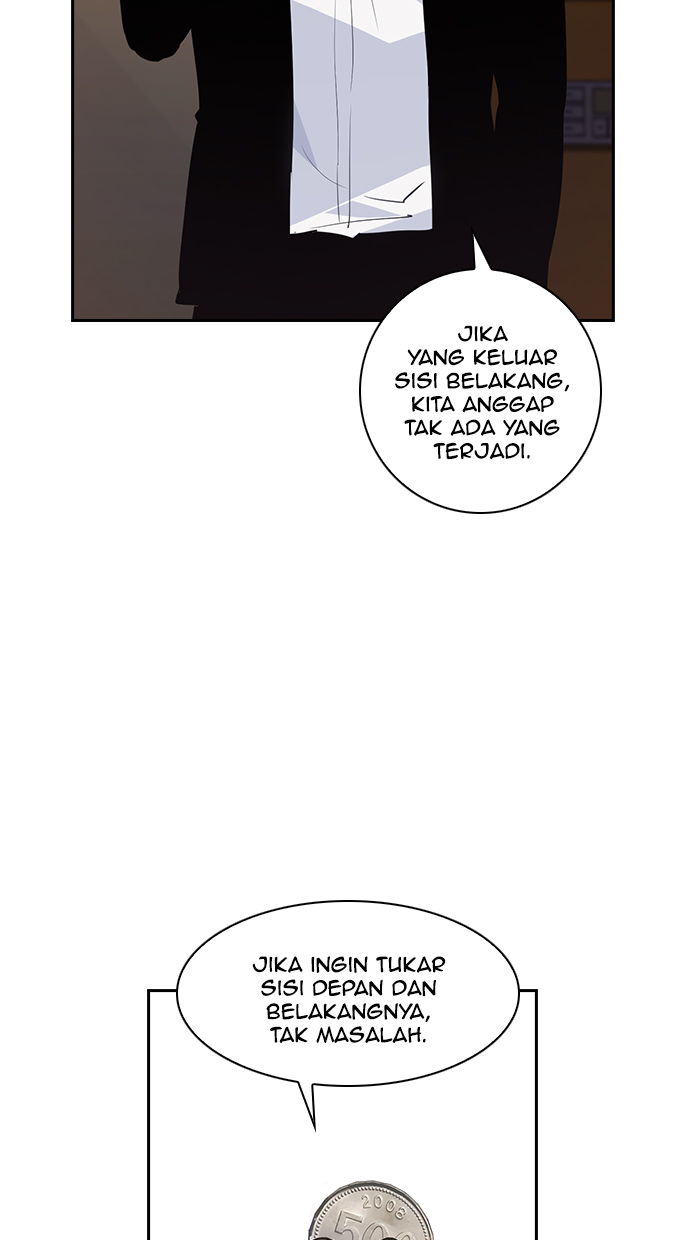 JIKA
YANG KELUAR
SISI BELAKANG,
KITA ANGGAP
TAK ADA YANG
TERJADI.
JIKA INGIN TUKAR
SISI DEPAN DAN
BELAKANGNYA,
TAK MASALAH.
2008
500